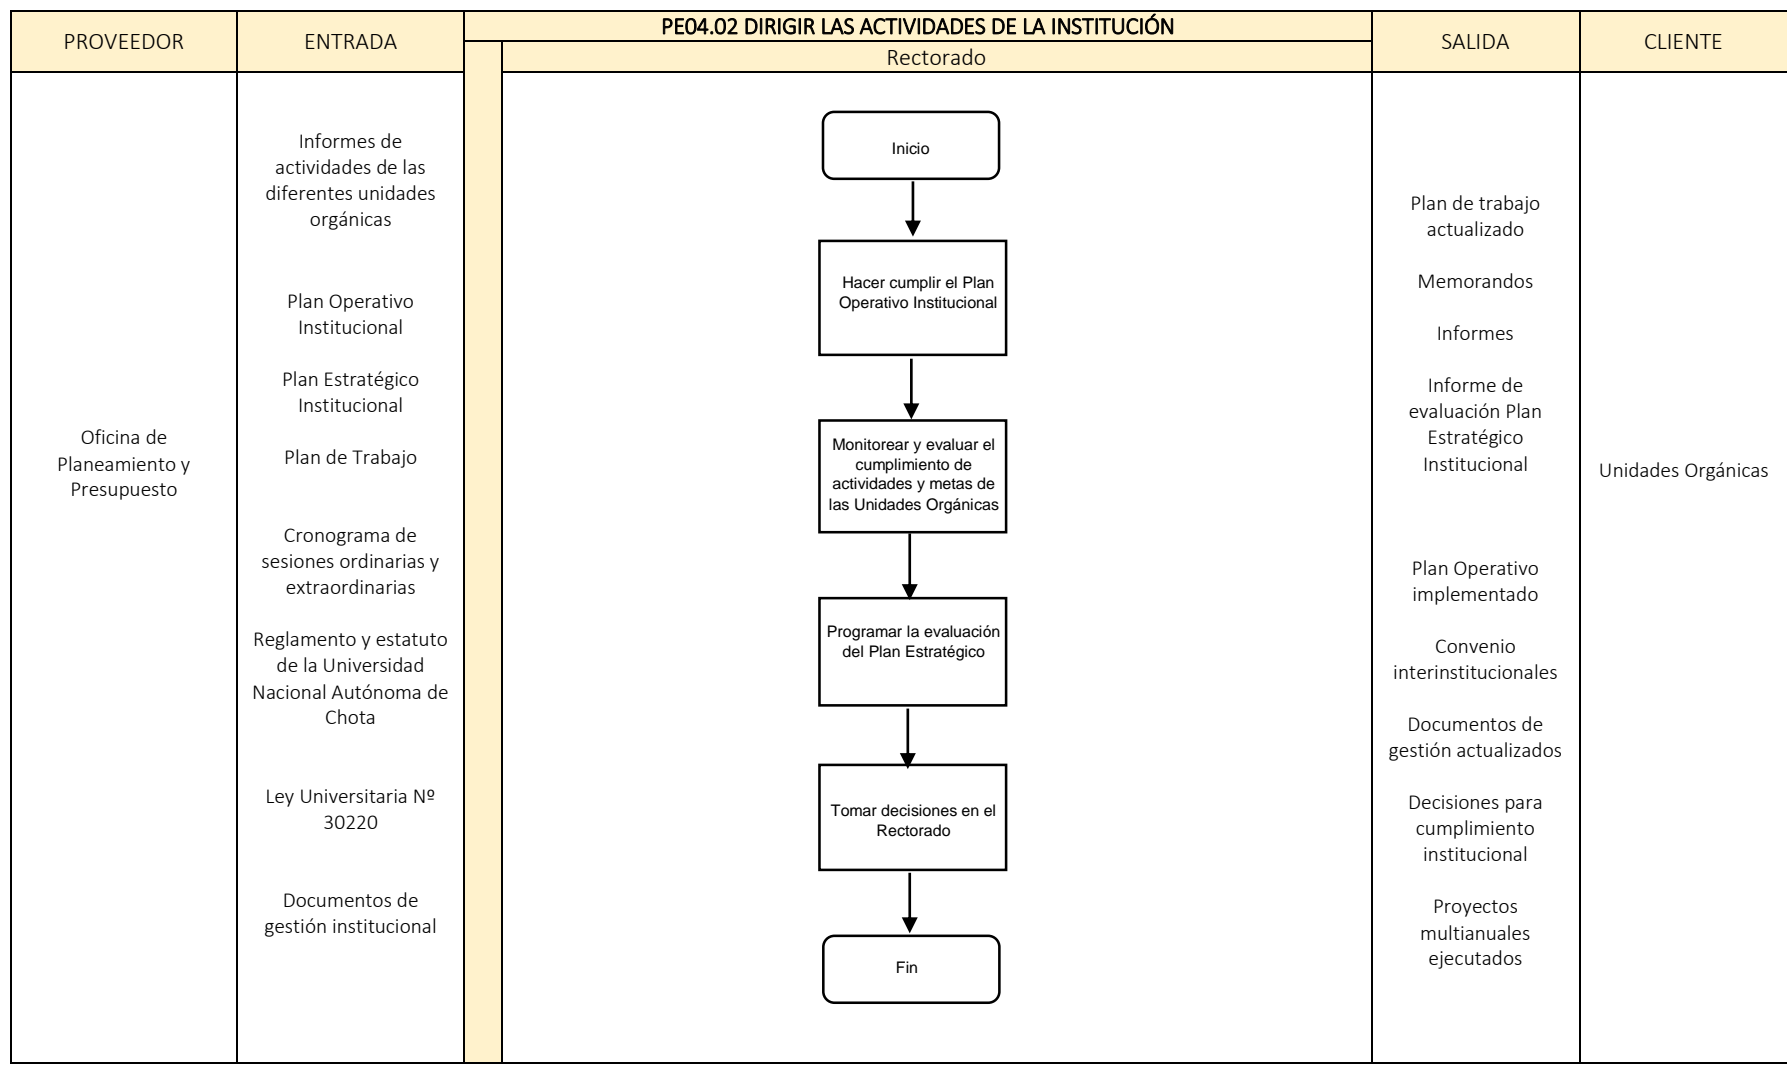 PROVEEDOR
ENTRADA
PE04.02 DIRIGIR LAS ACTIVIDADES DE LA INSTITUCIÓN
Rectorado
SALIDA
CLIENTE
Oficina de
Planeamiento y
Presupuesto
Informes de
actividades de las
diferentes unidades
orgánicas
Plan Operativo
Institucional
Plan Estratégico
Institucional
Plan de Trabajo
Cronograma de
sesiones ordinarias y
extraordinarias
Reglamento y estatuto
de la Universidad
Nacional Autónoma de
Chota
Ley Universitaria Nº
30220
Documentos de
gestión institucional
Inicio
Hacer cumplir el Plan
Operativo Institucional
Monitorear y evaluar el
cumplimiento de
actividades y metas de
las Unidades Orgánicas
Programar la evaluación
del Plan Estratégico
Tomar decisiones en el
Rectorado
Fin
Plan de trabajo
actualizado
Memorandos
Informes
Informe de
evaluación Plan
Estratégico
Institucional
Plan Operativo
implementado
Convenio
interinstitucionales
Documentos de
gestión actualizados
Decisiones para
cumplimiento
institucional
Proyectos
multianuales
ejecutados
Unidades Orgánicas